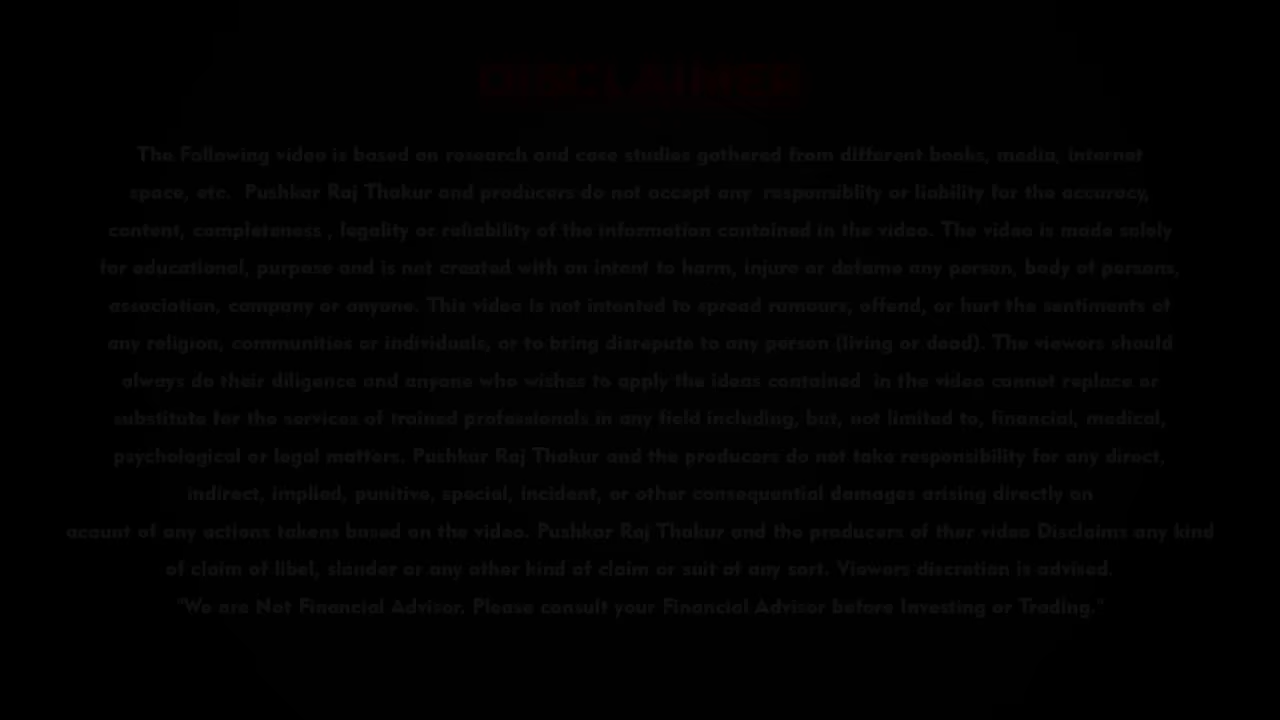 DISCLAIMER
The Following video is based on research and case studies gathered from different books, media, internet
space, etc. Pushkar Raj Thakur and producers do not accept any responsiblity or liability for the accuracy,
content, completeness , legality or reliability of the information contained in the video. The video is made solely
for educational, purpose and is not created with an intent to harm, injure or defame any person, body of persons,
association, company or anyone. This video is not intented to spread rumours, offend, or hurt the sentiments of
any religion, communities or individuals, or to bring disrepute to any person (living or dead). The viewers should
always do their diligence and anyone who wishes to apply the ideas contained in the video cannot replace or
substitute for the services of trained professionals in any field including, but, not limited to, financial, medical,
psychological or legal matters. Pushkar Raj Thakur and the producers do not take responsibility for any direct,
indirect, implied, punitive, special, incident, or other consequential damages arising directly on
acount of any actions takens based on the video. Pushkar Raj Thakur and the producers of ther video Disclaims any kind
of claim of libel, slander or any other kind of claim or suit of any sort. Viewers discretion is advised.
"We are Not Financial Advisor. Please consult your Financial Advisor before Investing or Trading."